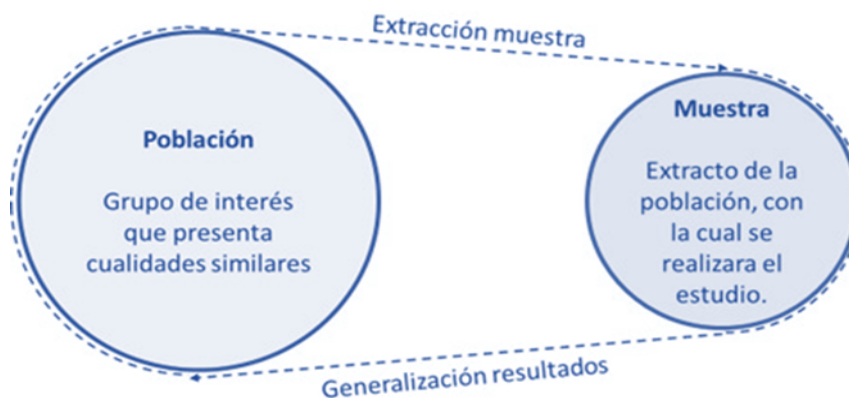 Extracción muestra
Población
Grupo de interés
que presenta
cualidades similares
Muestra
Extracto de la
población, con
la cual se
realizara el
estudio.
Generalización resultados